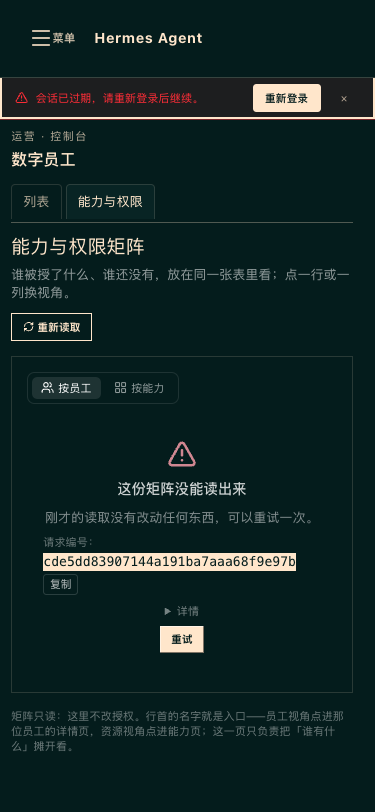 菜单 Hermes Agent
会话已过期，请重新登录后继续。 重新登录 ×
运营 · 控制台
数字员工
列表 能力与权限
能力与权限矩阵
谁被授了什么、谁还没有，放在同一张表里看；点一行或一
列换视角。
重新读取
按员工 按能力
这份矩阵没能读出来
刚才的读取没有改动任何东西，可以重试一次。
请求编号：
cde5dd83907144a191ba7aaa68f9e97b
复制
▶ 详情
重试
矩阵只读：这里不改授权。行首的名字就是入口——员工视角点进那
位员工的详情页，资源视角点进能力页；这一页只负责把「谁有什
么」摊开看。